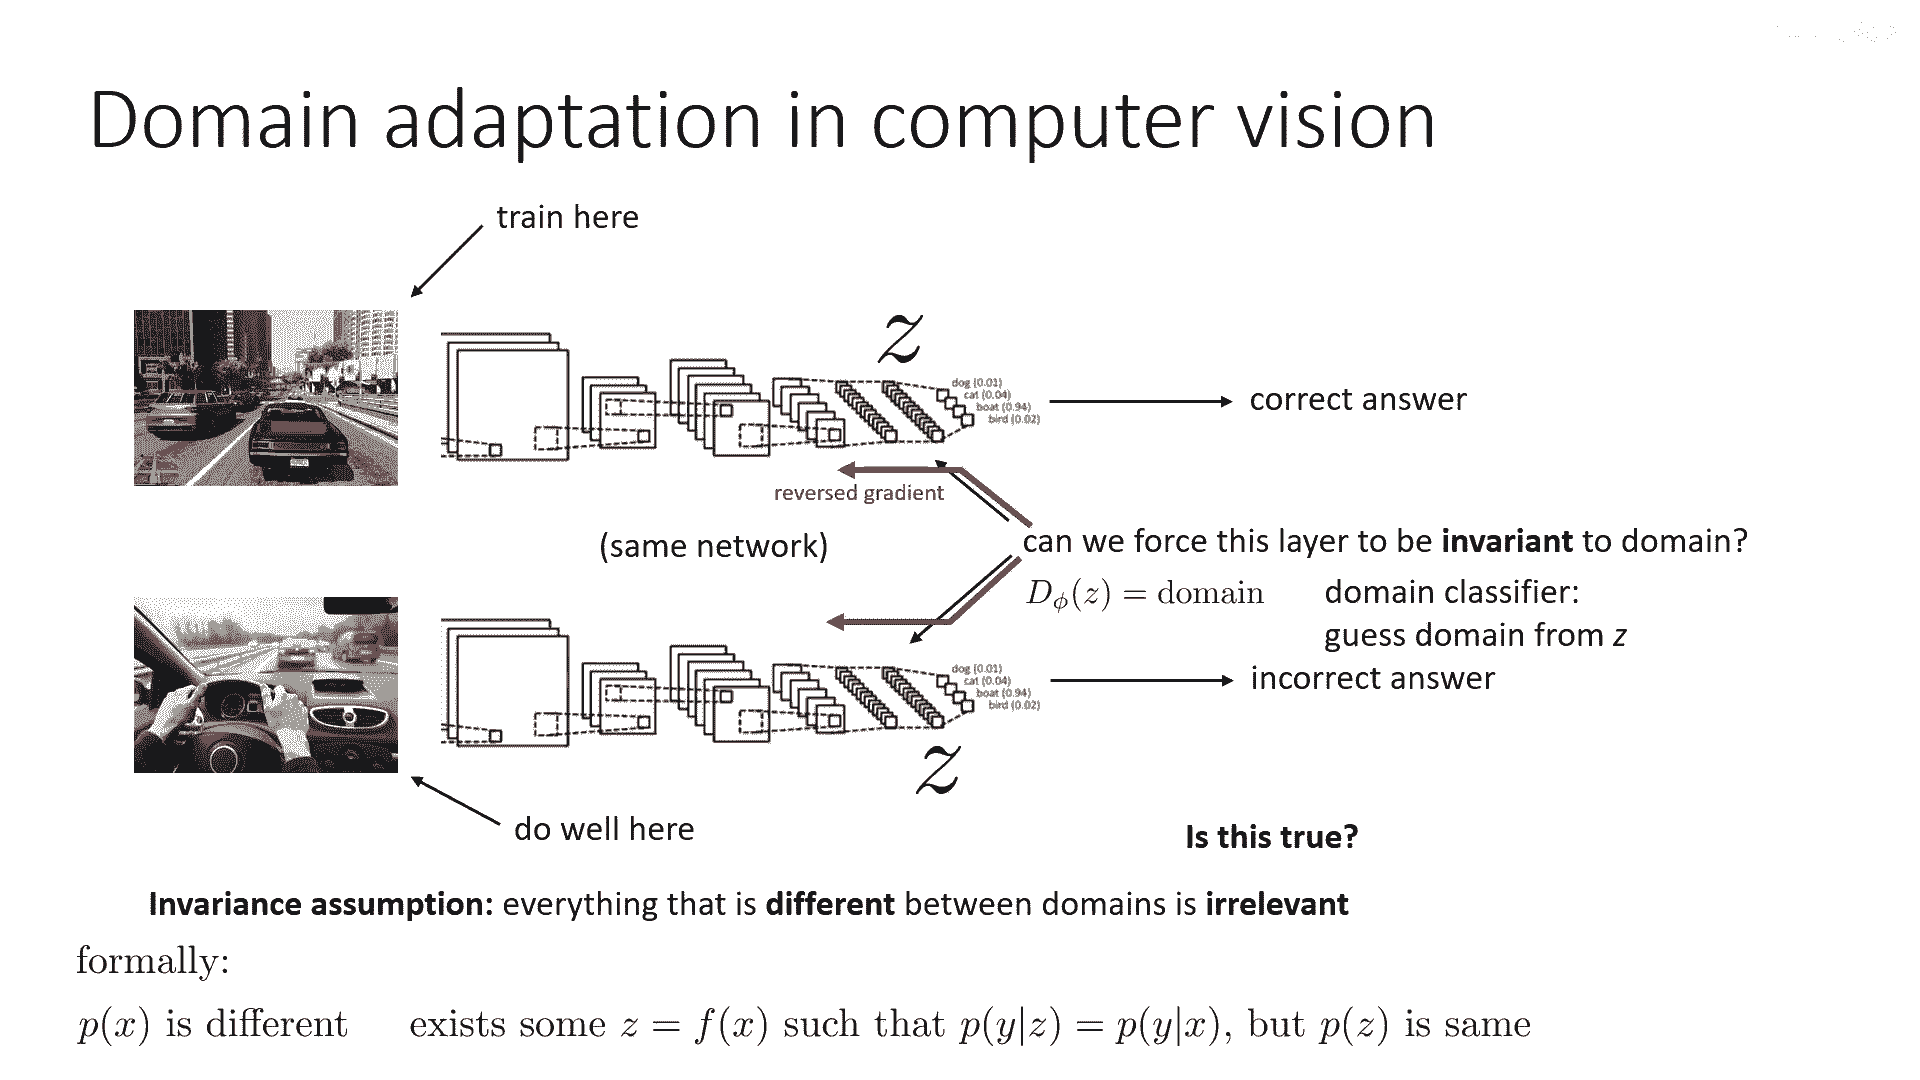 Domain adaptation in computer vision
train here
z
dog (0.01)
cat (0.04)
boat (0.94)
bird (0.02)
correct answer
reversed gradient
(same network)
can we force this layer to be invariant to domain?
D_ϕ(z) = domain
domain classifier:
guess domain from z
dog (0.01)
cat (0.04)
boat (0.94)
bird (0.02)
incorrect answer
z
do well here
Is this true?
Invariance assumption: everything that is different between domains is irrelevant
formally:
p(x) is different exists some z = f(x) such that p(y|z) = p(y|x), but p(z) is same